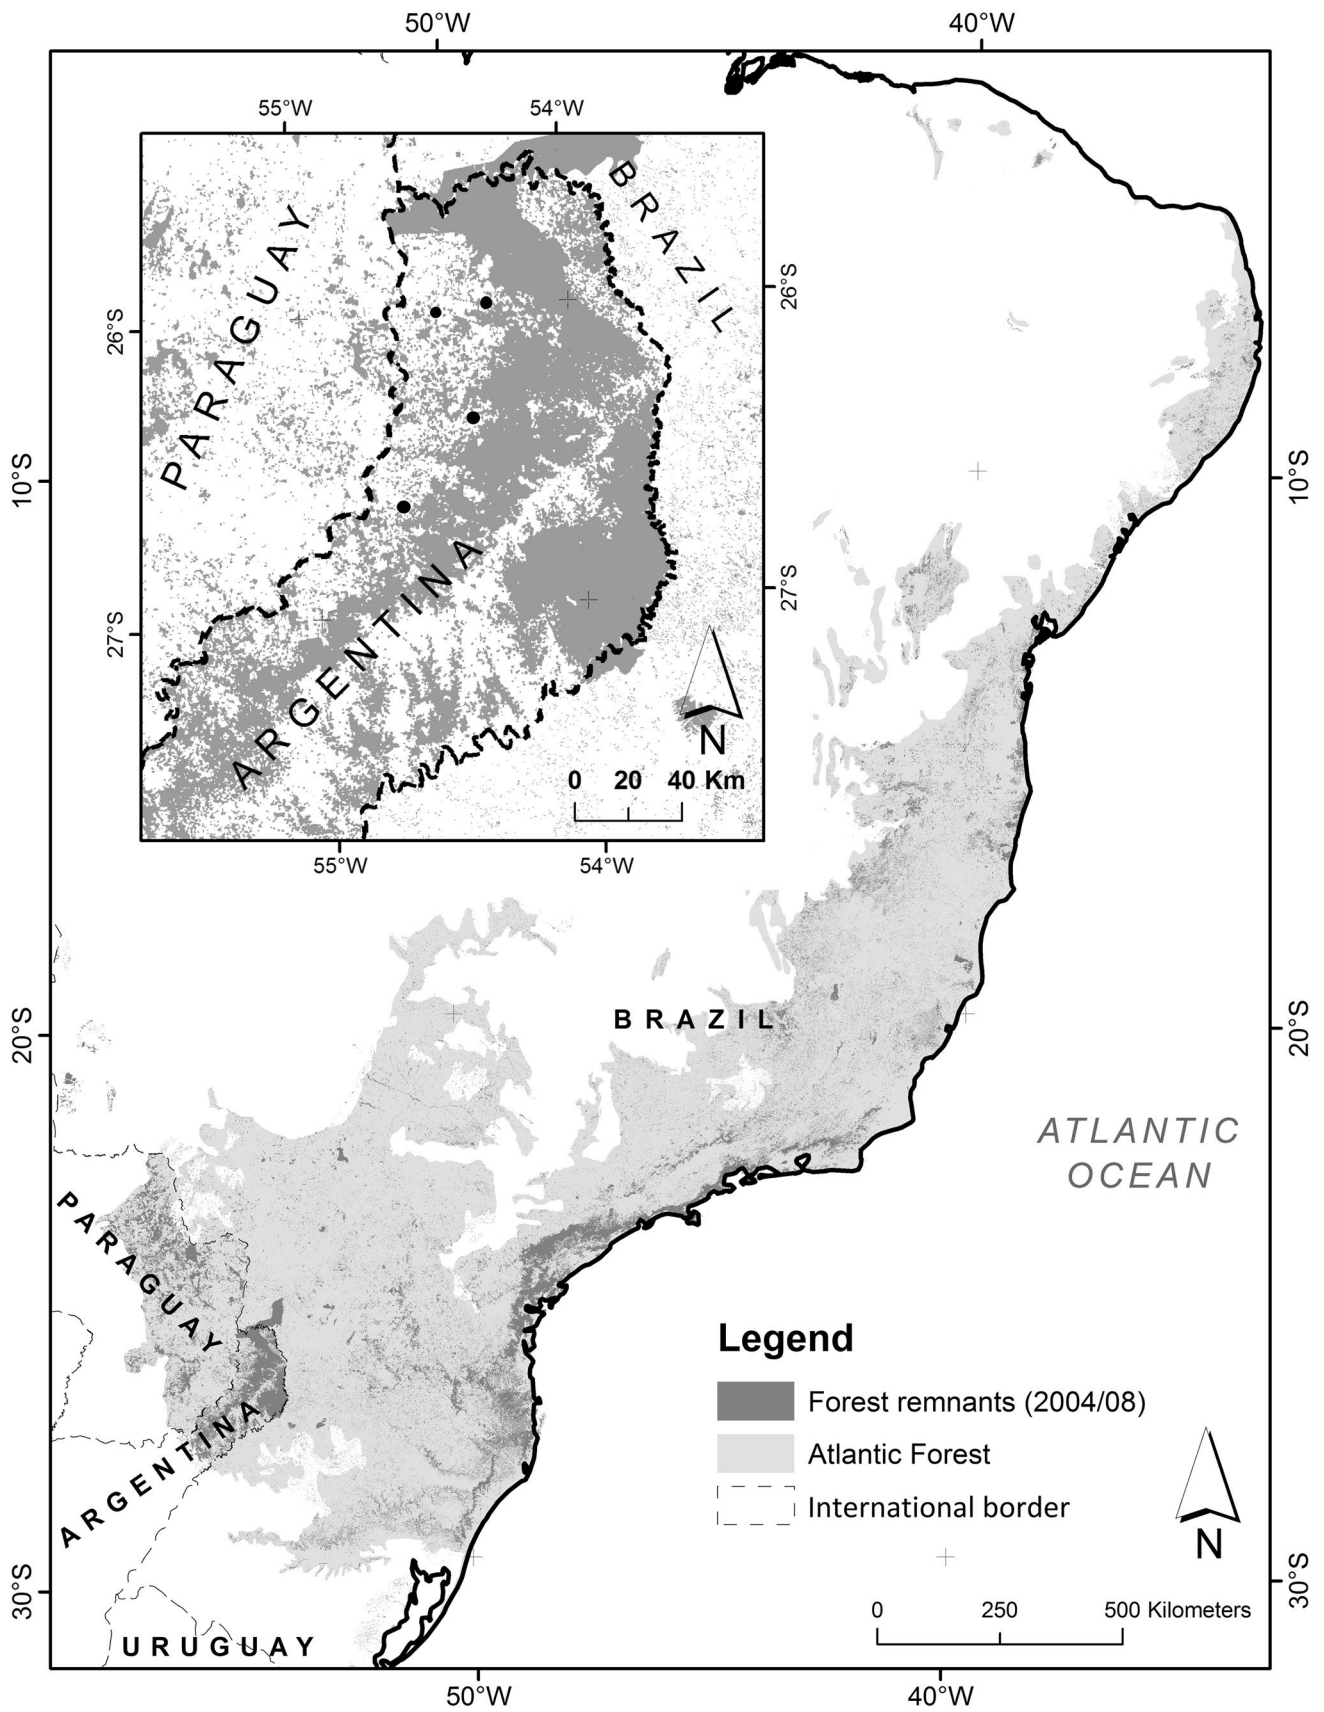 50°W
40°W
55°W
54°W
BRAZIL
PARAGUAY
26°S
26°S
10°S
10°S
27°S
27°S
ARGENTINA
N
0 20 40 Km
55°W
54°W
BRAZIL
20°S
20°S
ATLANTIC
OCEAN
PARAGUAY
Legend
Forest remnants (2004/08)
Atlantic Forest
International border
ARGENTINA
N
30°S
30°S
0 250 500 Kilometers
URUGUAY
50°W
40°W